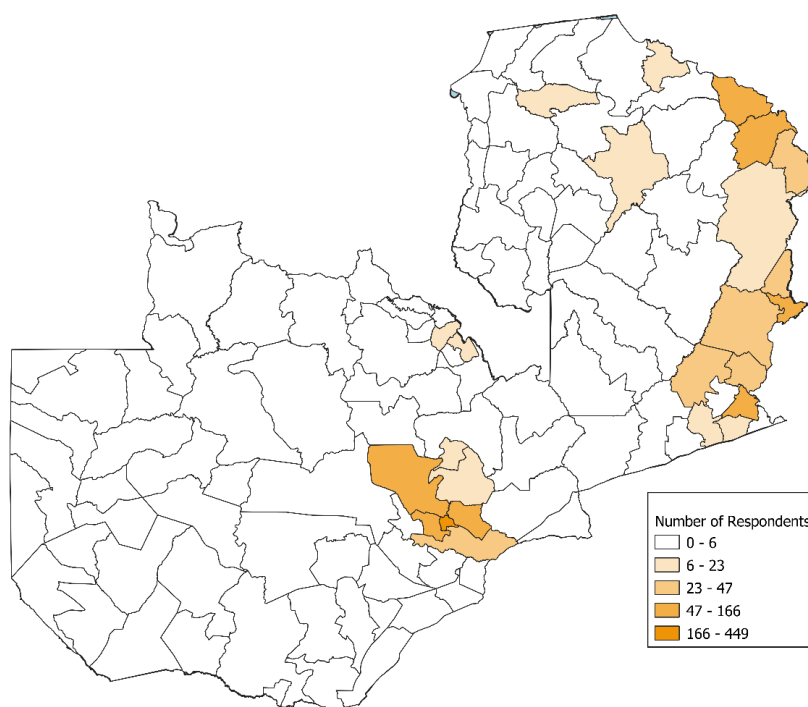 Number of Respondents
0 - 6
6 - 23
23 - 47
47 - 166
166 - 449